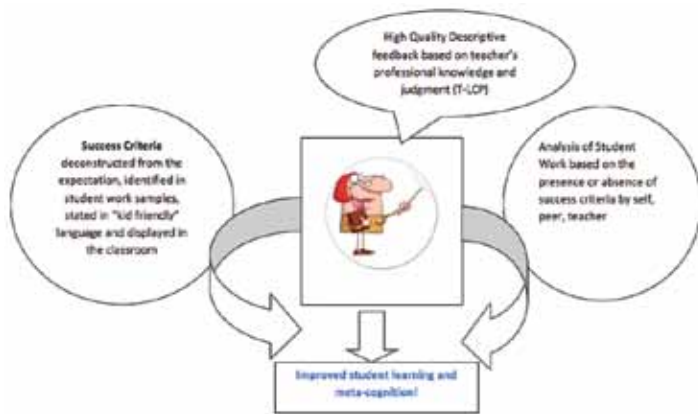 High Quality Descriptive
feedback based on teacher's
professional knowledge and
judgment (T-LCP)
Success Criteria
deconstructed from the
expectation, identified in
student work samples,
stated in "kid friendly"
language and displayed in
the classroom
Analysis of Student
Work based on the
presence or absence of
success criteria by self,
peer, teacher
Improved student learning and
meta-cognition!